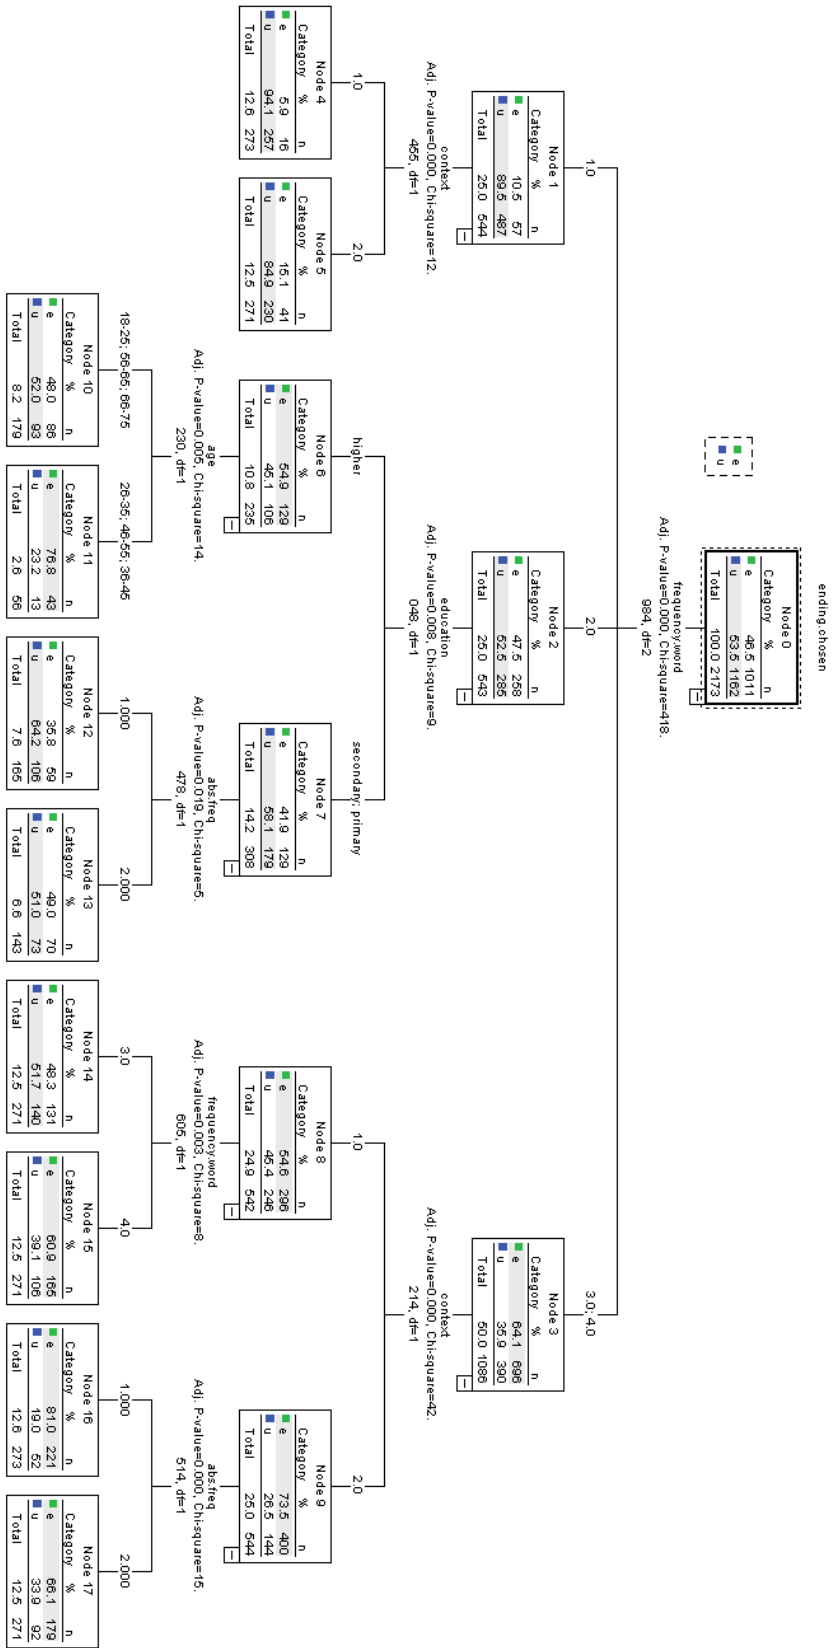 ending.chosen
Node 0
Category % n
e 46.5 1011
u 53.5 1162
Total 100.0 2173
e
u
frequency.word
Adj. P-value=0.000, Chi-square=418.
984, df=2
1.0
2.0
3.0; 4.0
Node 1
Category % n
e 10.5 57
u 89.5 487
Total 25.0 544
Node 2
Category % n
e 47.5 258
u 52.5 285
Total 25.0 543
Node 3
Category % n
e 64.1 696
u 35.9 390
Total 50.0 1086
context
Adj. P-value=0.000, Chi-square=12.
455, df=1
education
Adj. P-value=0.008, Chi-square=9.
048, df=1
context
Adj. P-value=0.000, Chi-square=42.
214, df=1
1.0
2.0
higher
secondary; primary
1.0
2.0
Node 4
Category % n
e 5.9 16
u 94.1 257
Total 12.6 273
Node 5
Category % n
e 15.1 41
u 84.9 230
Total 12.5 271
Node 6
Category % n
e 54.9 129
u 45.1 106
Total 10.8 235
Node 7
Category % n
e 41.9 129
u 58.1 179
Total 14.2 308
Node 8
Category % n
e 54.6 296
u 45.4 246
Total 24.9 542
Node 9
Category % n
e 73.5 400
u 26.5 144
Total 25.0 544
age
Adj. P-value=0.005, Chi-square=14.
230, df=1
abs.freq
Adj. P-value=0.019, Chi-square=5.
478, df=1
frequency.word
Adj. P-value=0.003, Chi-square=8.
605, df=1
abs.freq
Adj. P-value=0.000, Chi-square=15.
514, df=1
18-25; 56-65; 66-75
26-35; 46-55; 36-45
1.000
2.000
3.0
4.0
1.000
2.000
Node 10
Category % n
e 48.0 86
u 52.0 93
Total 8.2 179
Node 11
Category % n
e 76.8 43
u 23.2 13
Total 2.6 56
Node 12
Category % n
e 35.8 59
u 64.2 106
Total 7.6 165
Node 13
Category % n
e 49.0 70
u 51.0 73
Total 6.6 143
Node 14
Category % n
e 48.3 131
u 51.7 140
Total 12.5 271
Node 15
Category % n
e 60.9 165
u 39.1 106
Total 12.5 271
Node 16
Category % n
e 81.0 221
u 19.0 52
Total 12.6 273
Node 17
Category % n
e 66.1 179
u 33.9 92
Total 12.5 271